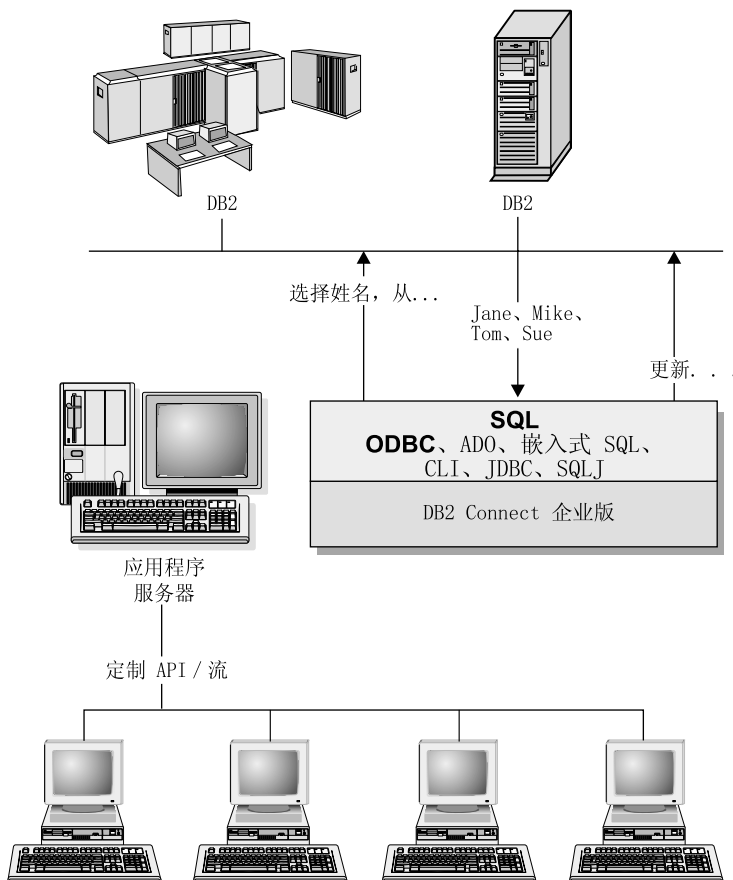 DB2
DB2
选择姓名，从...
Jane、Mike、
Tom、Sue
更新. . .
SQL
ODBC、ADO、嵌入式 SQL、
CLI、JDBC、SQLJ
DB2 Connect 企业版
应用程序
服务器
定制 API / 流